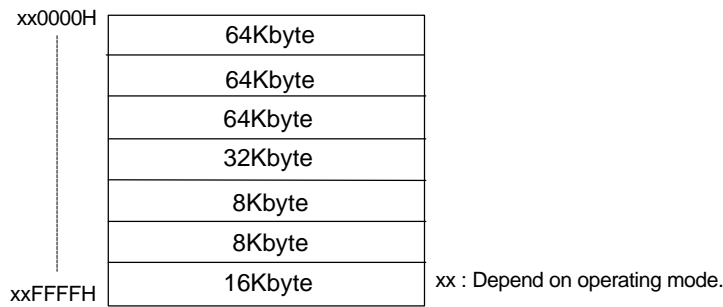 xx0000H
64Kbyte
64Kbyte
64Kbyte
32Kbyte
8Kbyte
8Kbyte
16Kbyte
xxFFFFH
xx : Depend on operating mode.